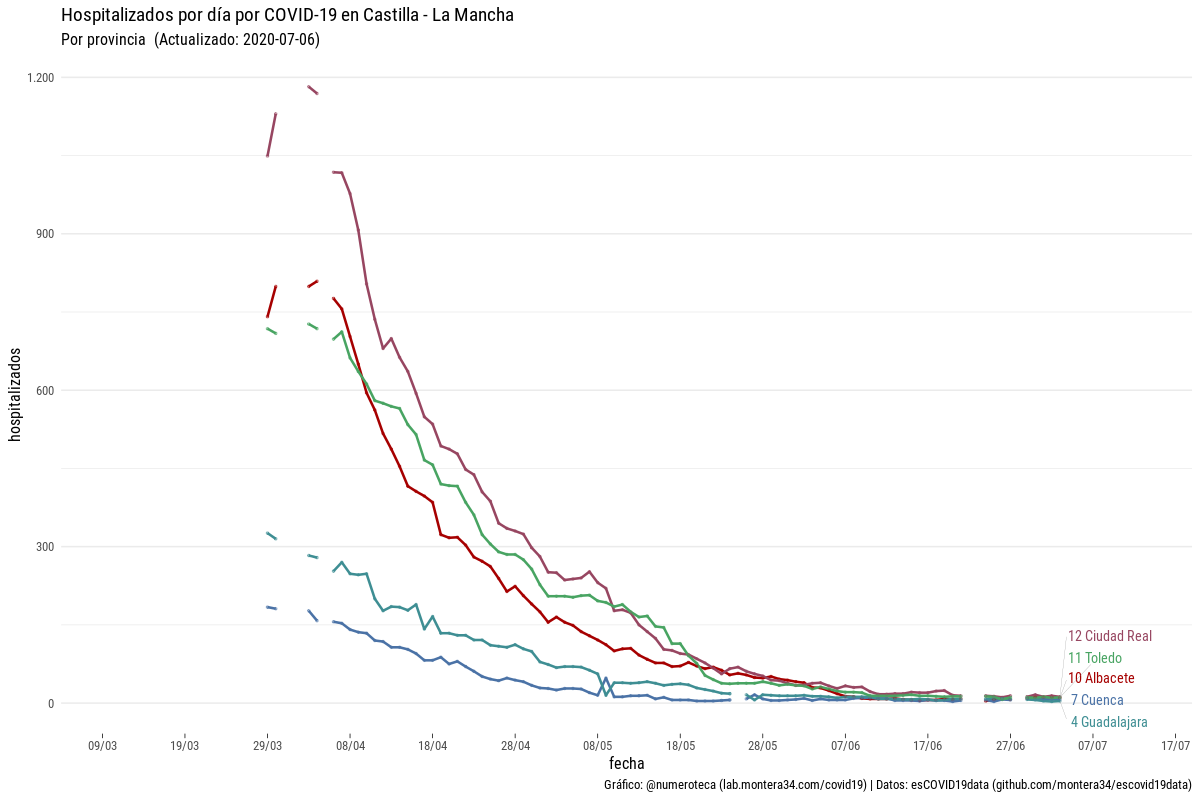 Hospitalizados por día por COVID-19 en Castilla - La Mancha
Por provincia  (Actualizado: 2020-07-06)
hospitalizados
1.200
900
600
300
0
12 Ciudad Real
11 Toledo
10 Albacete
7 Cuenca
4 Guadalajara
09/03
19/03
29/03
08/04
18/04
28/04
08/05
18/05
28/05
07/06
17/06
27/06
07/07
17/07
fecha
Gráfico: @numeroteca (lab.montera34.com/covid19) | Datos: esCOVID19data (github.com/montera34/escovid19data)